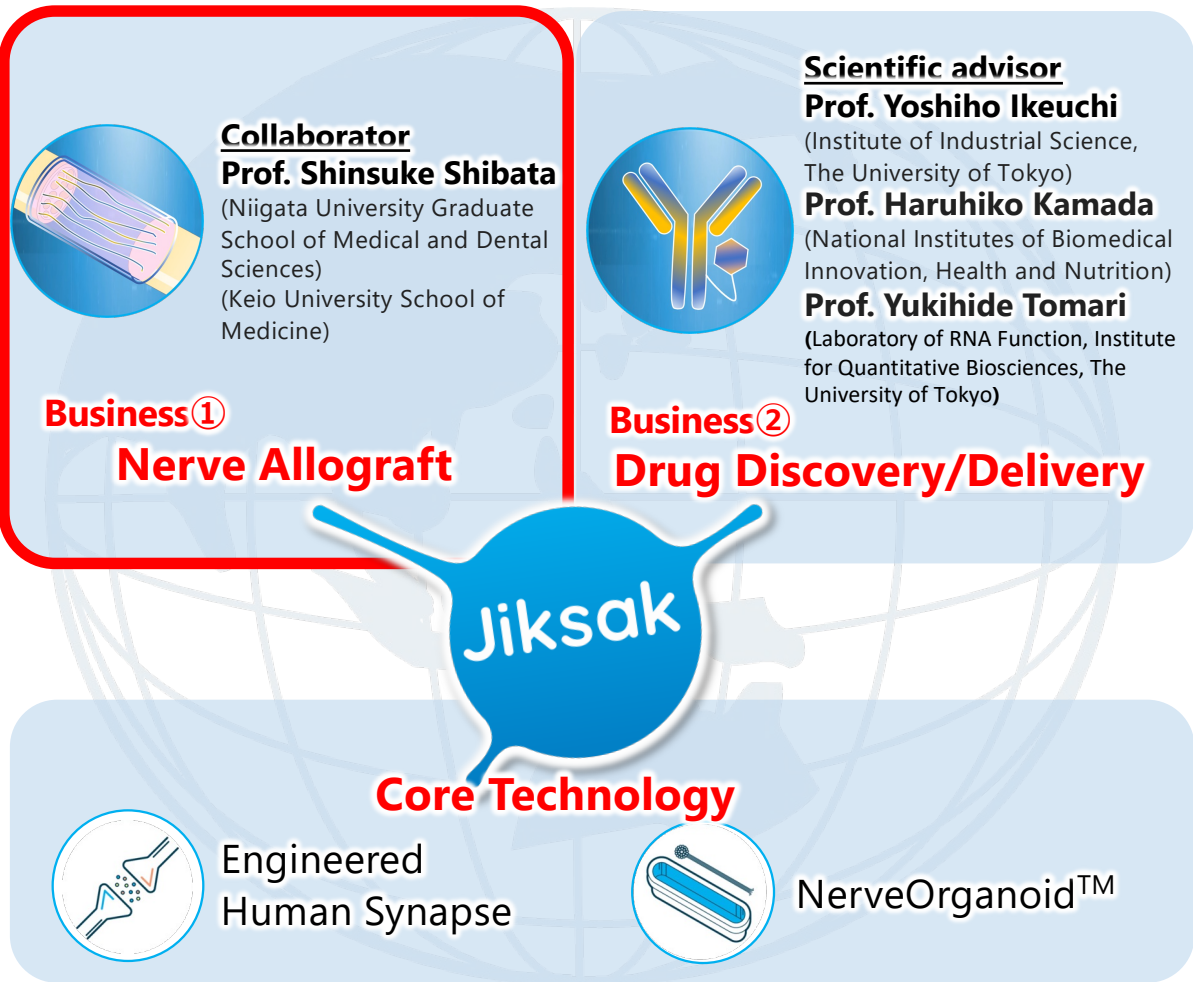 Collaborator
Prof. Shinsuke Shibata
(Niigata University Graduate
School of Medical and Dental
Sciences)
(Keio University School of
Medicine)
Business①
Nerve Allograft
Scientific advisor
Prof. Yoshiho Ikeuchi
(Institute of Industrial Science,
The University of Tokyo)
Prof. Haruhiko Kamada
(National Institutes of Biomedical
Innovation, Health and Nutrition)
Prof. Yukihide Tomari
(Laboratory of RNA Function, Institute
for Quantitative Biosciences, The
University of Tokyo)
Business②
Drug Discovery/Delivery
Jiksak
Core Technology
Engineered
Human Synapse
NerveOrganoid™